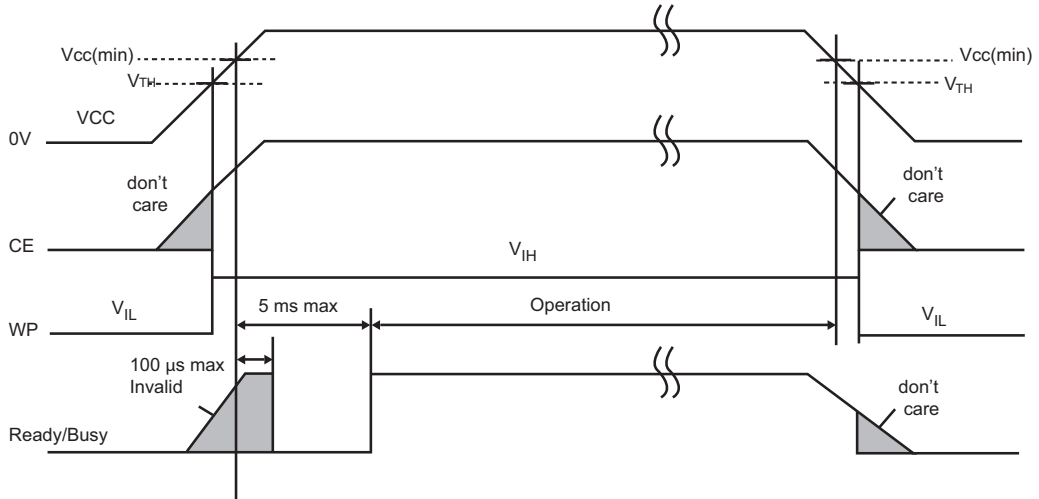 Vcc(min)
Vcc(min)
VTH
VTH
VCC
0V
don't
care
don't
care
CE
VIH
5 ms max
Operation
VIL
VIL
WP
100 µs max
Invalid
don't
care
Ready/Busy